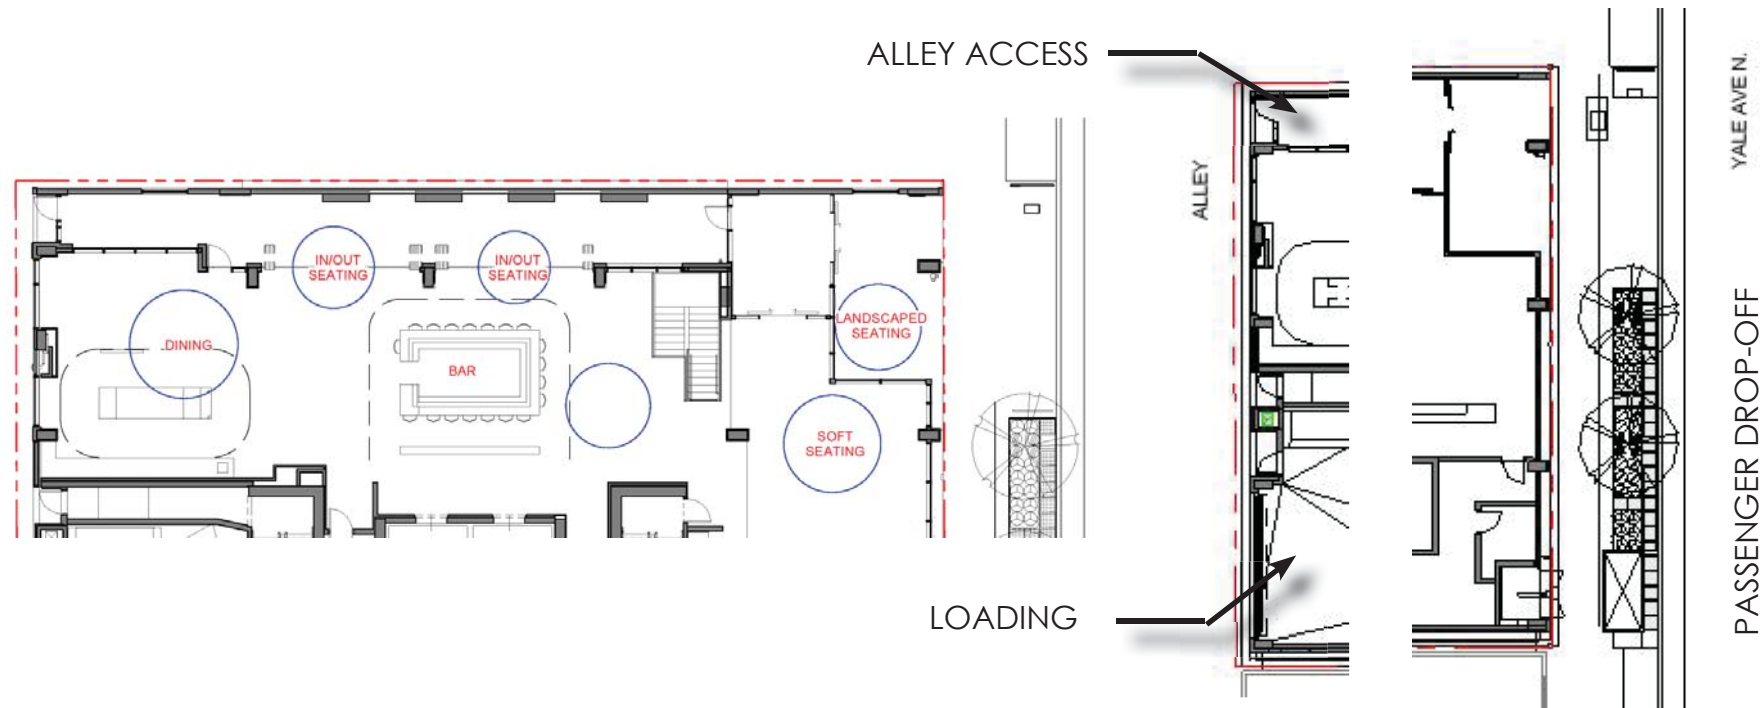 ALLEY ACCESS
IN/OUT
SEATING
IN/OUT
SEATING
DINING
BAR
LANDSCAPED
SEATING
SOFT
SEATING
LOADING
ALLEY
YALE AVE N.
PASSENGER DROP-OFF